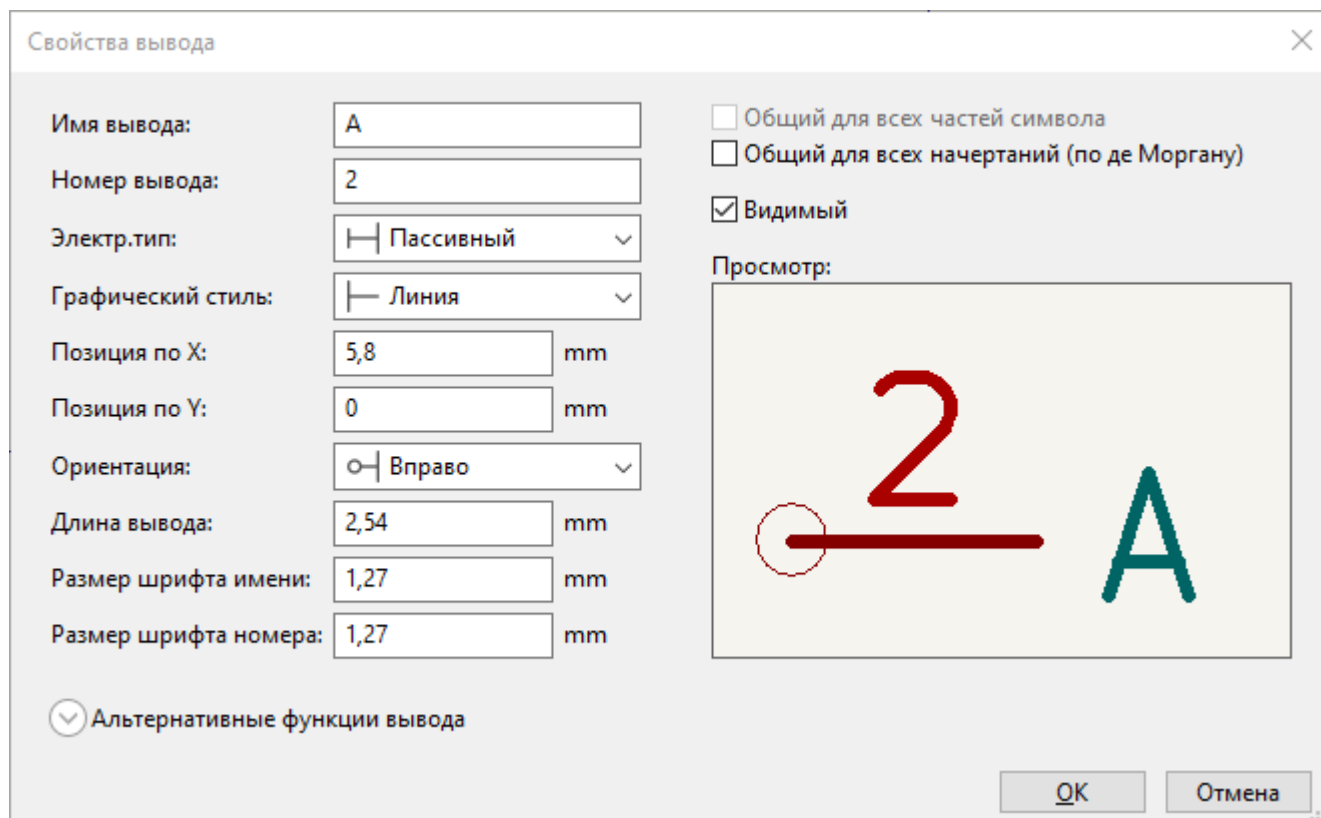 Свойства вывода
Имя вывода: A
Номер вывода: 2
Электр.тип: Пассивный
Графический стиль: Линия
Позиция по X: 5,8 mm
Позиция по Y: 0 mm
Ориентация: Вправо
Длина вывода: 2,54 mm
Размер шрифта имени: 1,27 mm
Размер шрифта номера: 1,27 mm
Альтернативные функции вывода
Общий для всех частей символа
Общий для всех начертаний (по де Моргану)
Видимый
Просмотр:
2
A
OK Отмена